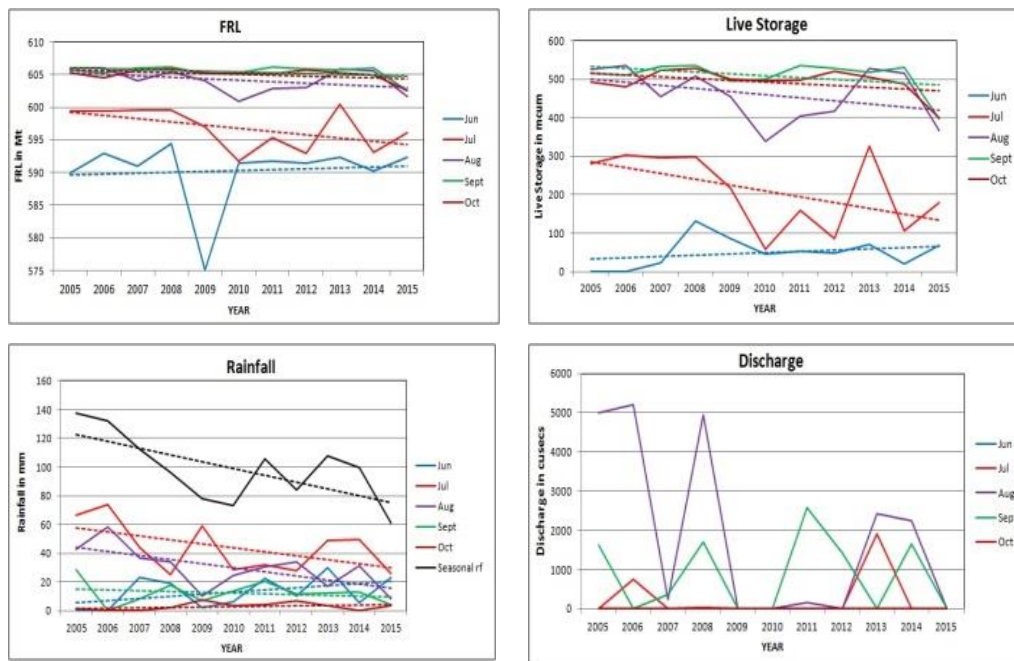 FRL
610
605
600
595
590
585
580
575
FRL in Mt
2005 2006 2007 2008 2009 2010 2011 2012 2013 2014 2015
YEAR
Jun
Jul
Aug
Sept
Oct
Live Storage
600
500
400
300
200
100
0
Live Storage in mcum
2005 2006 2007 2008 2009 2010 2011 2012 2013 2014 2015
YEAR
Jun
Jul
Aug
Sept
Oct
Rainfall
160
140
120
100
80
60
40
20
0
Rainfall in mm
2005 2006 2007 2008 2009 2010 2011 2012 2013 2014 2015
YEAR
Jun
Jul
Aug
Sept
Oct
Seasonal rf
Discharge
6000
5000
4000
3000
2000
1000
0
Discharge in cusecs
2005 2006 2007 2008 2009 2010 2011 2012 2013 2014 2015
YEAR
Jun
Jul
Aug
Sept
Oct